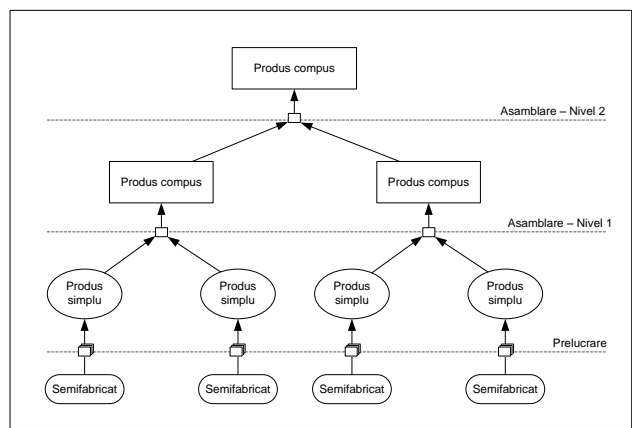 Produs compus
Asamblare – Nivel 2
Produs compus
Produs compus
Asamblare – Nivel 1
Produs
simplu
Produs
simplu
Produs
simplu
Produs
simplu
Prelucrare
Semifabricat
Semifabricat
Semifabricat
Semifabricat